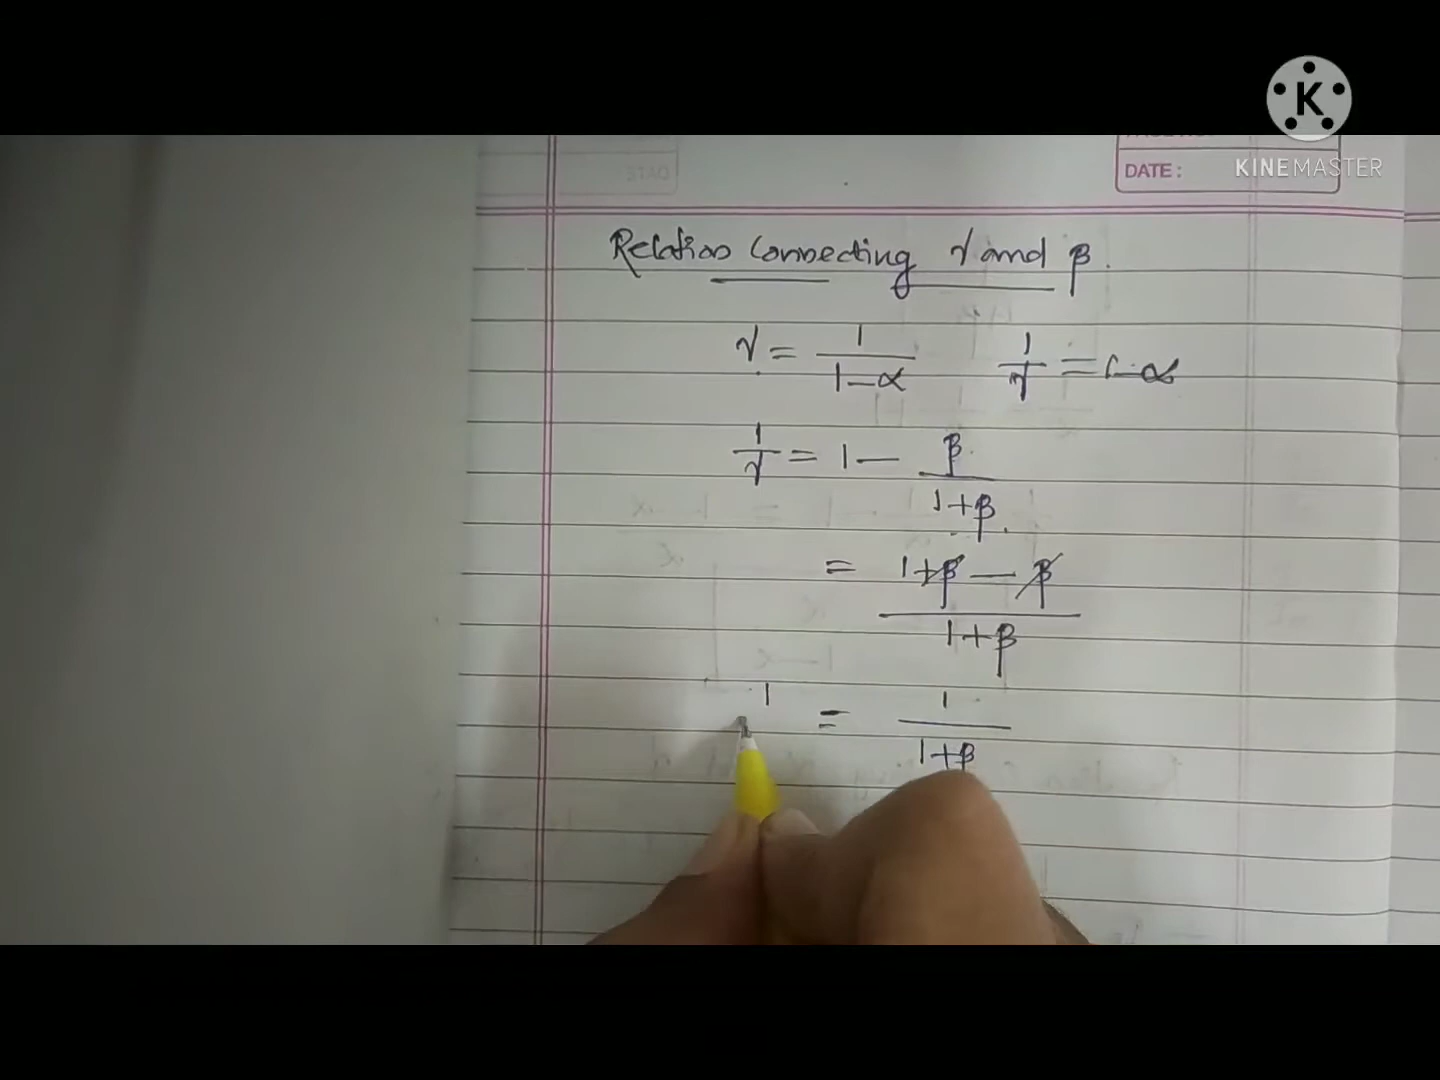 K
KINEMASTER
DATE :
Relation Connecting γ and β.
γ = 1/(1-α)   1/γ = 1-α
1/γ = 1 - β/(1+β)
= (1+β - β)/(1+β)
1 = 1/(1+β)